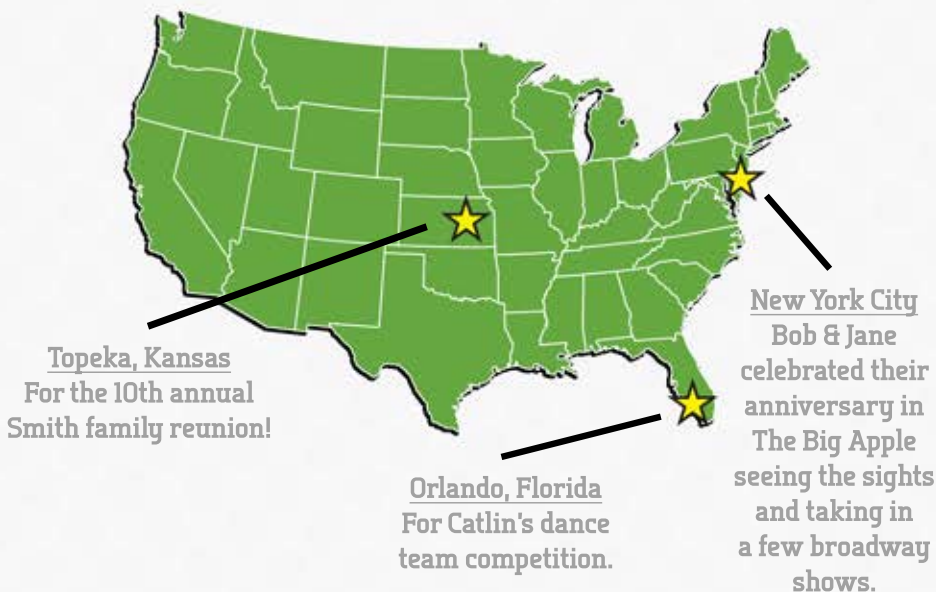 Topeka, Kansas
For the 10th annual
Smith family reunion!
Orlando, Florida
For Catlin's dance
team competition.
New York City
Bob & Jane
celebrated their
anniversary in
The Big Apple
seeing the sights
and taking in
a few broadway
shows.